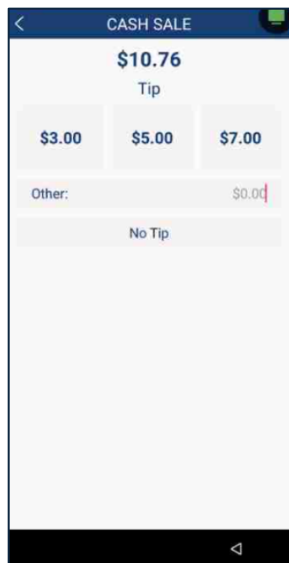 CASH SALE
$10.76
Tip
$3.00 $5.00 $7.00
Other: $0.00
No Tip